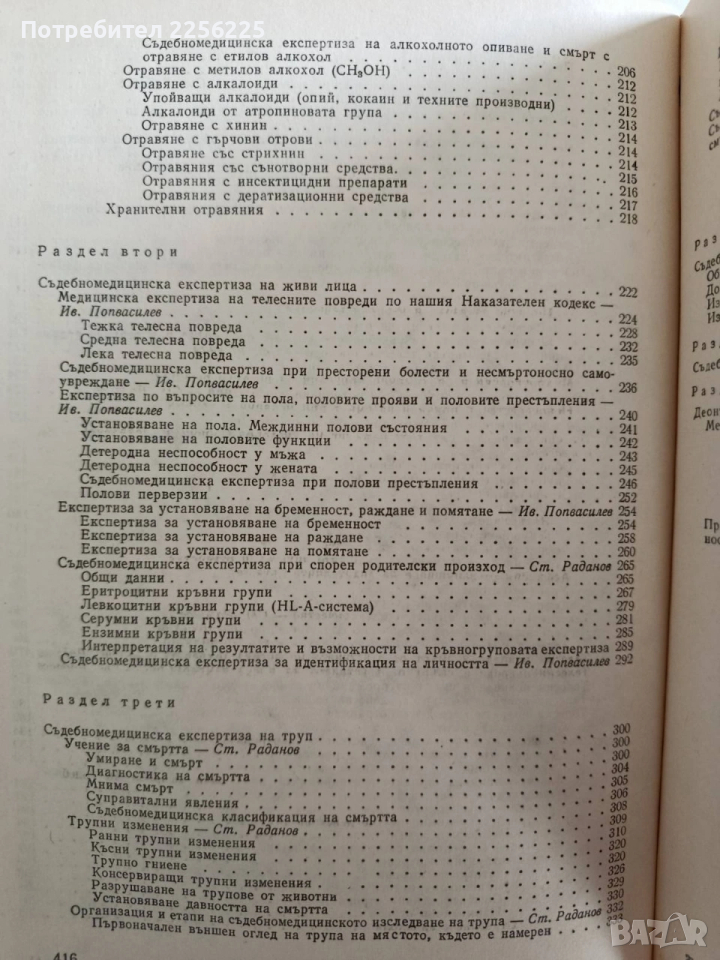 Потребител 2256225
Съдебномедицинска експертиза на алкохолното опиване и смърт с
отравяне с етилов алкохол . . . . . . . . . . 206
Отравяне с метилов алкохол (CH₃OH) . . . . . . . . . . 212
Отравяне с алкалоиди . . . . . . . . . . 212
Упойващи алкалоиди (опий, кокаин и техните производни) . . 212
Алкалоиди от атропиновата група . . . . . . . . . . 213
Отравяне с хинин . . . . . . . . . . 214
Отравяне с гърчови отрови . . . . . . . . . . 214
Отравяне със стрихнин . . . . . . . . . . 214
Отравяния със сънотворни средства. . . . . . . . . . 215
Отравяния с инсектицидни препарати . . . . . . . . . . 216
Отравяния с дератизационни средства . . . . . . . . . . 217
Хранителни отравяния . . . . . . . . . . 218
Раздел втори
Съдебномедицинска експертиза на живи лица . . . . . . . . . . 222
Медицинска експертиза на телесните повреди по нашия Наказателен кодекс —
Ив. Попвасилев . . . . . . . . . . 224
Тежка телесна повреда . . . . . . . . . . 228
Средна телесна повреда . . . . . . . . . . 232
Лека телесна повреда . . . . . . . . . . 235
Съдебномедицинска експертиза при престорени болести и несмъртоносно само-
увреждане — Ив. Попвасилев . . . . . . . . . . 236
Експертиза по въпросите на пола, половите прояви и половите престъпления —
Ив. Попвасилев . . . . . . . . . . 240
Установяване на пола. Междинни полови състояния . . . . . 241
Установяване на половите функции . . . . . . . . . . 242
Детеродна неспособност у мъжа . . . . . . . . . . 243
Детеродна неспособност у жената . . . . . . . . . . 245
Съдебномедицинска експертиза при полови престъпления . . . . 246
Полови перверзии . . . . . . . . . . 252
Експертиза за установяване на бременност, раждане и помятане — Ив. Попвасилев 254
Експертиза за установяване на бременност . . . . . . . . . . 254
Експертиза за установяване на раждане . . . . . . . . . . 258
Експертиза за установяване на помятане . . . . . . . . . . 260
Съдебномедицинска експертиза при спорен родителски произход — Ст. Раданов 265
Общи данни . . . . . . . . . . 265
Еритроцитни кръвни групи . . . . . . . . . . 267
Левкоцитни кръвни групи (HL-A-система) . . . . . . . . . . 279
Серумни кръвни групи . . . . . . . . . . 281
Ензимни кръвни групи . . . . . . . . . . 285
Интерпретация на резултатите и възможности на кръвногруповата експертиза 289
Съдебномедицинска експертиза за идентификация на личността — Ив. Попвасилев 292
Раздел трети
Съдебномедицинска експертиза на труп . . . . . . . . . . 300
Учение за смъртта — Ст. Раданов . . . . . . . . . . 300
Умиране и смърт . . . . . . . . . . 300
Диагностика на смъртта . . . . . . . . . . 304
Мнима смърт . . . . . . . . . . 305
Суправитални явления . . . . . . . . . . 306
Съдебномедицинска класификация на смъртта . . . . . . . . . . 308
Трупни изменения — Ст. Раданов . . . . . . . . . . 309
Ранни трупни изменения . . . . . . . . . . 310
Късни трупни изменения . . . . . . . . . . 320
Трупно гниене . . . . . . . . . . 320
Консервиращи трупни изменения . . . . . . . . . . 326
Разрушаване на трупове от животни . . . . . . . . . . 329
Установяване давността на смъртта . . . . . . . . . . 330
Организация и етапи на съдебномедицинското изследване на трупа — Ст. Раданов 332
Първоначален външен оглед на трупа на мястото, където е намерен . . . 333
416
BAZAR